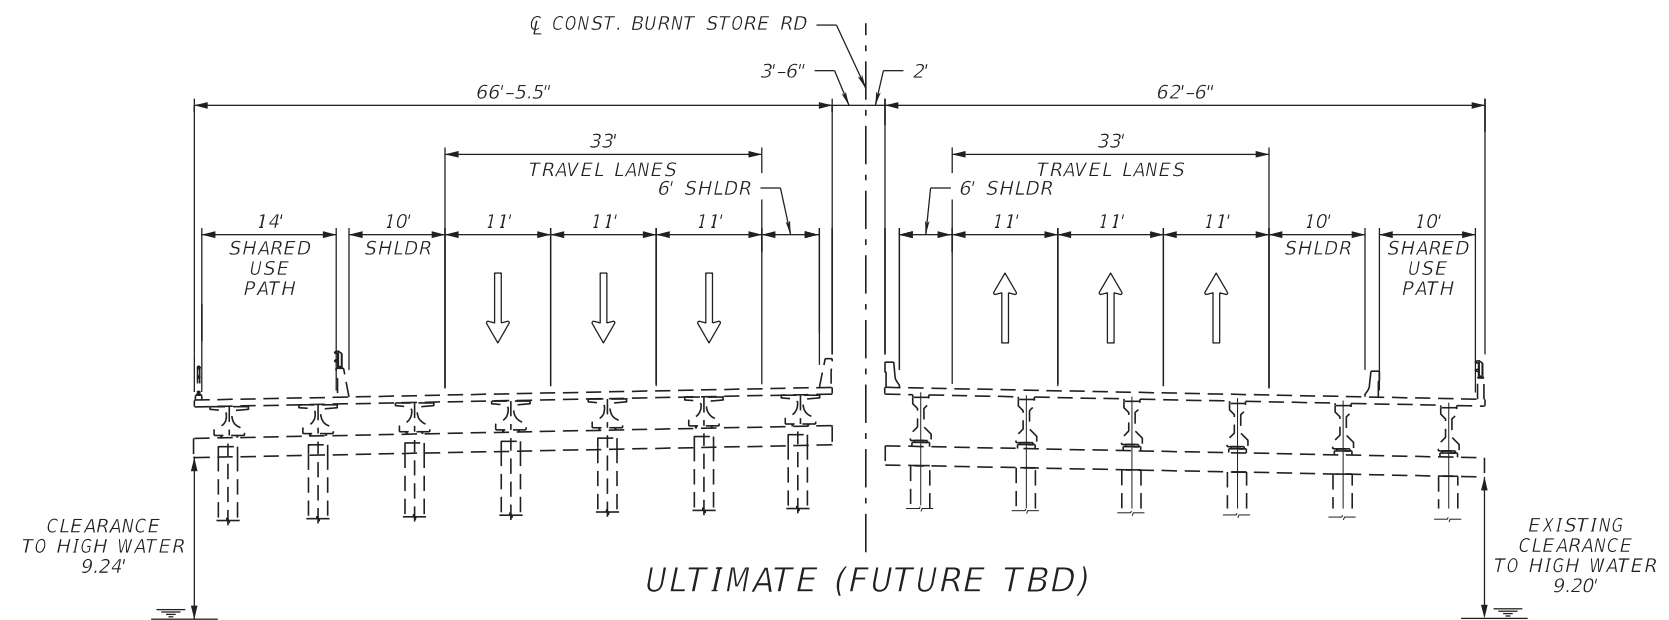 ℄ CONST. BURNT STORE RD
3'-6" 2'
66'-5.5" 62'-6"
33' 33'
TRAVEL LANES TRAVEL LANES
6' SHLDR 6' SHLDR
14' 10' 11' 11' 11' 11' 11' 11' 10' 10'
SHARED SHLDR SHLDR SHARED
USE USE
PATH PATH
CLEARANCE
TO HIGH WATER
9.24'
EXISTING
CLEARANCE
TO HIGH WATER
9.20'
ULTIMATE (FUTURE TBD)